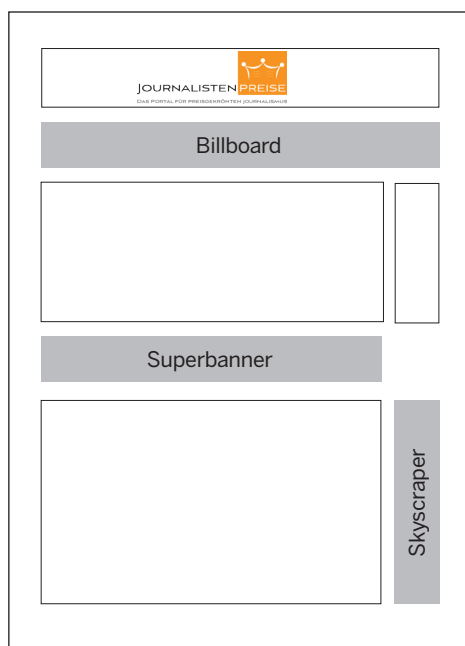 JOURNALISTENPREISE
DAS PORTAL FÜR PREISGEKRÖNTEN JOURNALISMUS
Billboard
Superbanner
Skyscraper